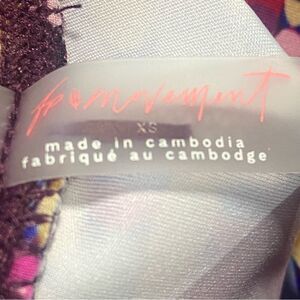 fp movement
XS
made in cambodia
fabriqué au cambodge